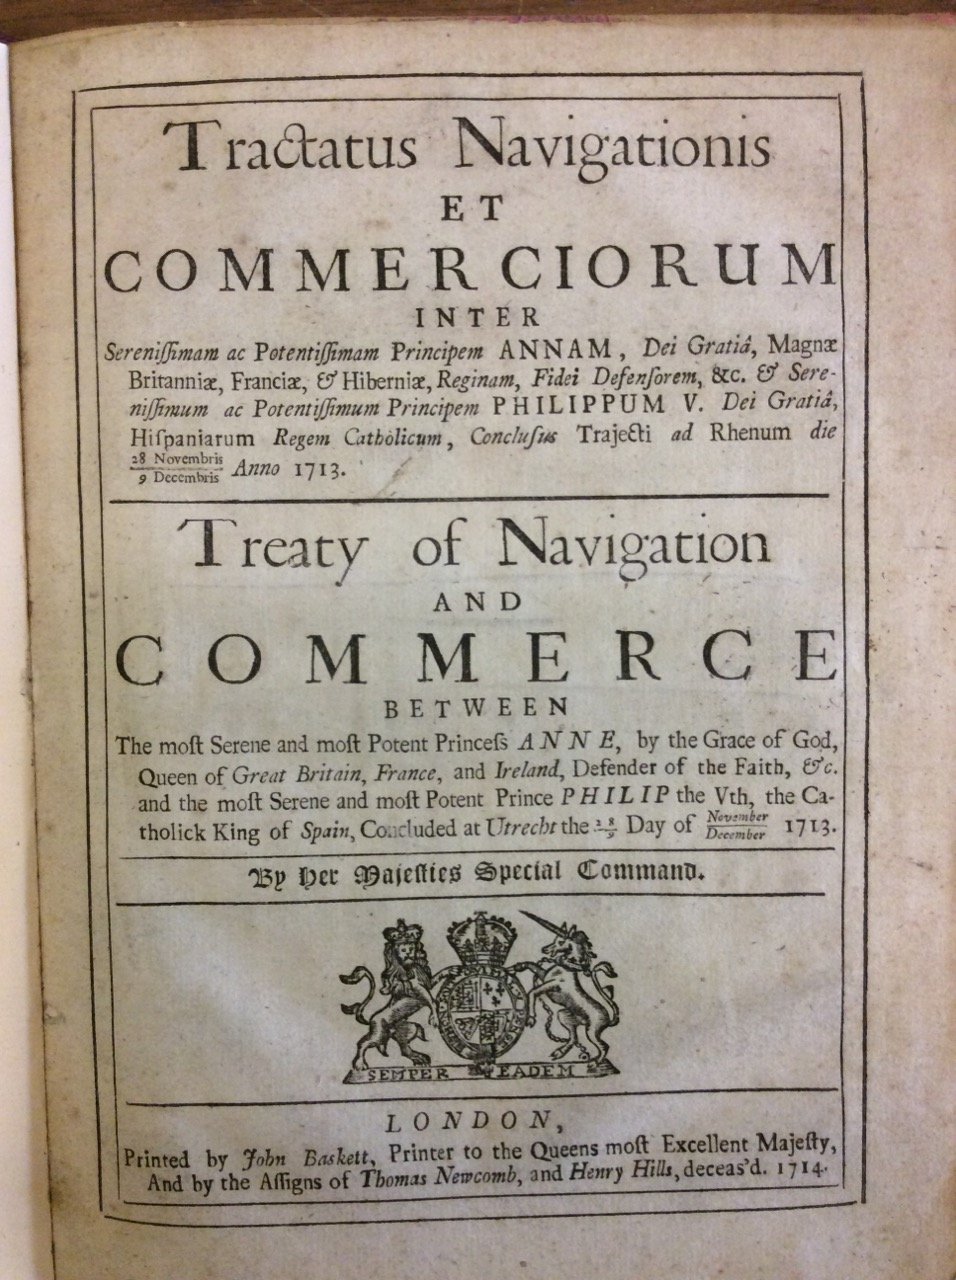 Tractatus Navigationis
ET
COMMERCIORUM
INTER
Sereniſſimam ac Potentiſſimam Principem ANNAM, Dei Gratiâ, Magnæ
Britanniæ, Franciæ, & Hiberniæ, Reginam, Fidei Defenſorem, &c. & Sere-
niſſimum ac Potentiſſimum Principem PHILIPPUM V. Dei Gratiâ,
Hiſpaniarum Regem Catholicum, Concluſus Trajecti ad Rhenum die
28 Novembris
9 Decembris Anno 1713.
Treaty of Navigation
AND
COMMERCE
BETWEEN
The moſt Serene and moſt Potent Princeſs ANNE, by the Grace of God,
Queen of Great Britain, France, and Ireland, Defender of the Faith, &c.
and the moſt Serene and moſt Potent Prince PHILIP the Vth, the Ca-
tholick King of Spain, Concluded at Utrecht the 28/9 Day of November/December 1713.
By Her Majeſties Special Command.
SEMPER EADEM
LONDON,
Printed by John Baskett, Printer to the Queens moſt Excellent Majeſty,
And by the Aſſigns of Thomas Newcomb, and Henry Hills, deceas'd. 1714.